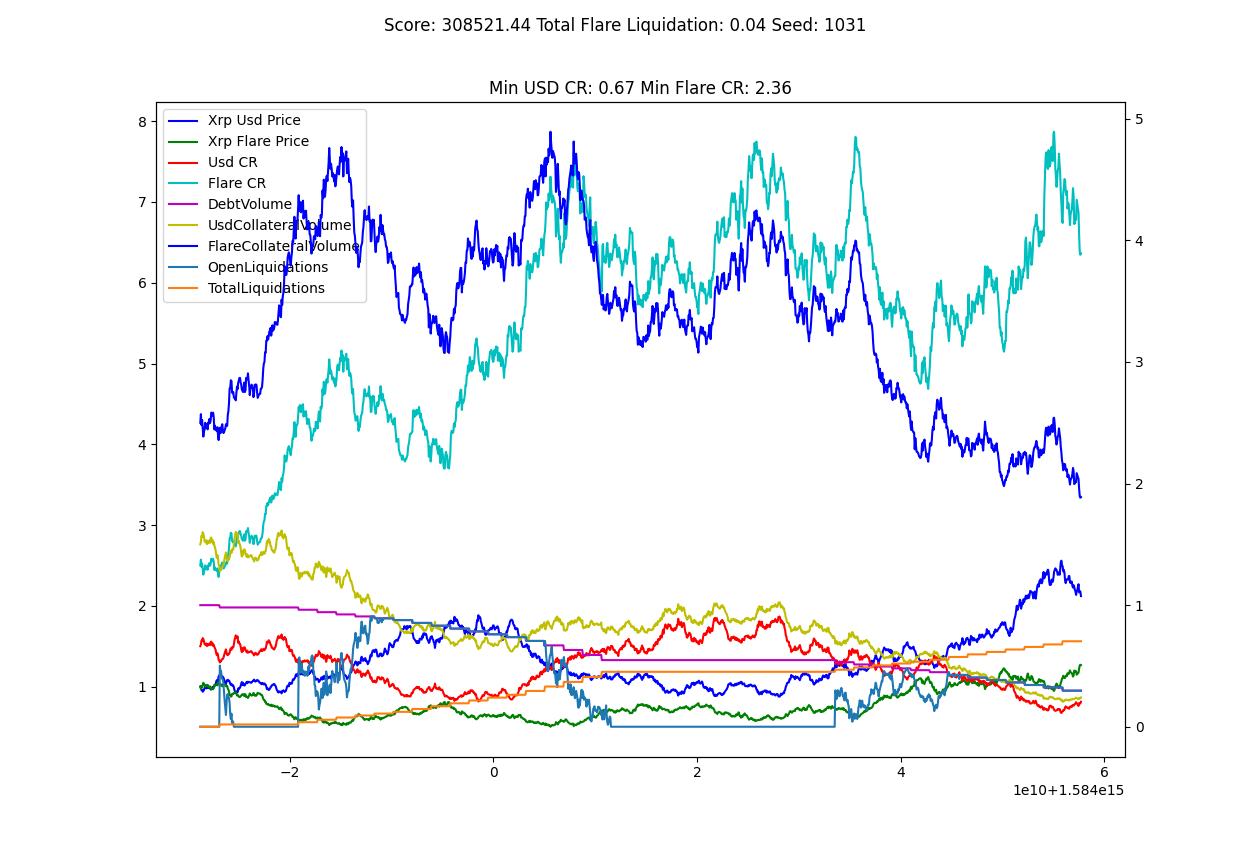 Score: 308521.44 Total Flare Liquidation: 0.04 Seed: 1031
Min USD CR: 0.67 Min Flare CR: 2.36
Xrp Usd Price
Xrp Flare Price
Usd CR
Flare CR
DebtVolume
UsdCollateralVolume
FlareCollateralVolume
OpenLiquidations
TotalLiquidations
8
7
6
5
4
3
2
1
5
4
3
2
1
0
−2
0
2
4
6
1e10+1.584e15